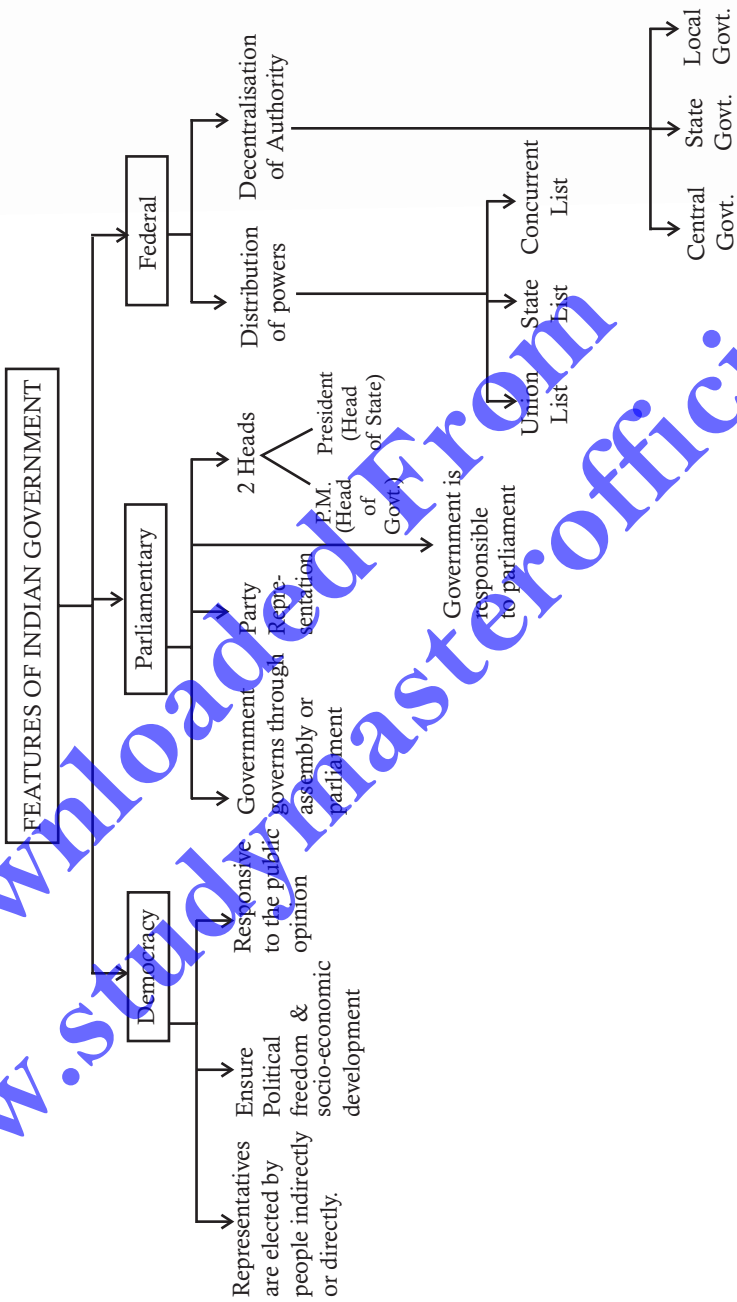 FEATURES OF INDIAN GOVERNMENT
Democracy
Parliamentary
Federal
Representatives
are elected by
people indirectly
or directly.
Ensure
Political
freedom &
socio-economic
development
Responsive
to the public
opinion
Government
governs through
assembly or
parliament
Party
Repre-
sentation
Government is
responsible
to parliament
2 Heads
P.M.
(Head
of
Govt.)
President
(Head
of State)
Distribution
of powers
Union
List
State
List
Concurrent
List
Decentralisation
of Authority
Central
Govt.
State
Govt.
Local
Govt.
wnloaded From
w.studymasteroffici